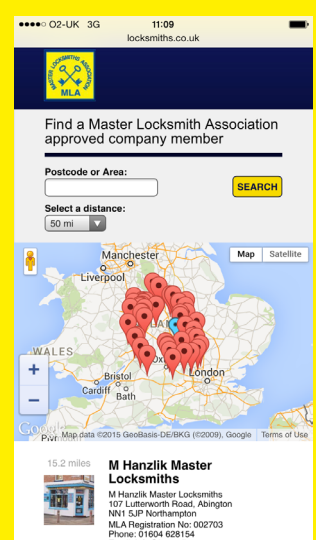 O2-UK 3G 11:09
locksmiths.co.uk
MASTER LOCKSMITHS ASSOCIATION
MLA
Find a Master Locksmith Association
approved company member
Postcode or Area:
SEARCH
Select a distance:
50 mi
Manchester
Map Satellite
Liverpool
WALES
Bristol
London
Cardiff
Bath
+
−
Google Map data ©2015 GeoBasis-DE/BKG (©2009), Google Terms of Use
15.2 miles
M Hanzlik Master
Locksmiths
M Hanzlik Master Locksmiths
107 Lutterworth Road, Abington
NN1 5JP Northampton
MLA Registration No: 002703
Phone: 01604 628154